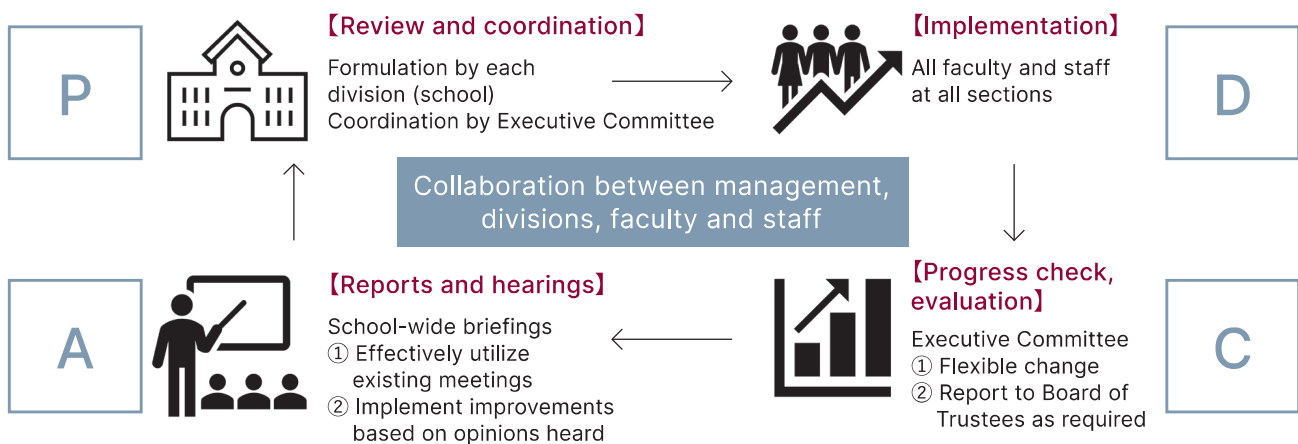 P
【Review and coordination】
Formulation by each
division (school)
Coordination by Executive Committee
【Implementation】
All faculty and staff
at all sections
D
Collaboration between management,
divisions, faculty and staff
A
【Reports and hearings】
School-wide briefings
① Effectively utilize
existing meetings
② Implement improvements
based on opinions heard
【Progress check,
evaluation】
Executive Committee
① Flexible change
② Report to Board of
Trustees as required
C